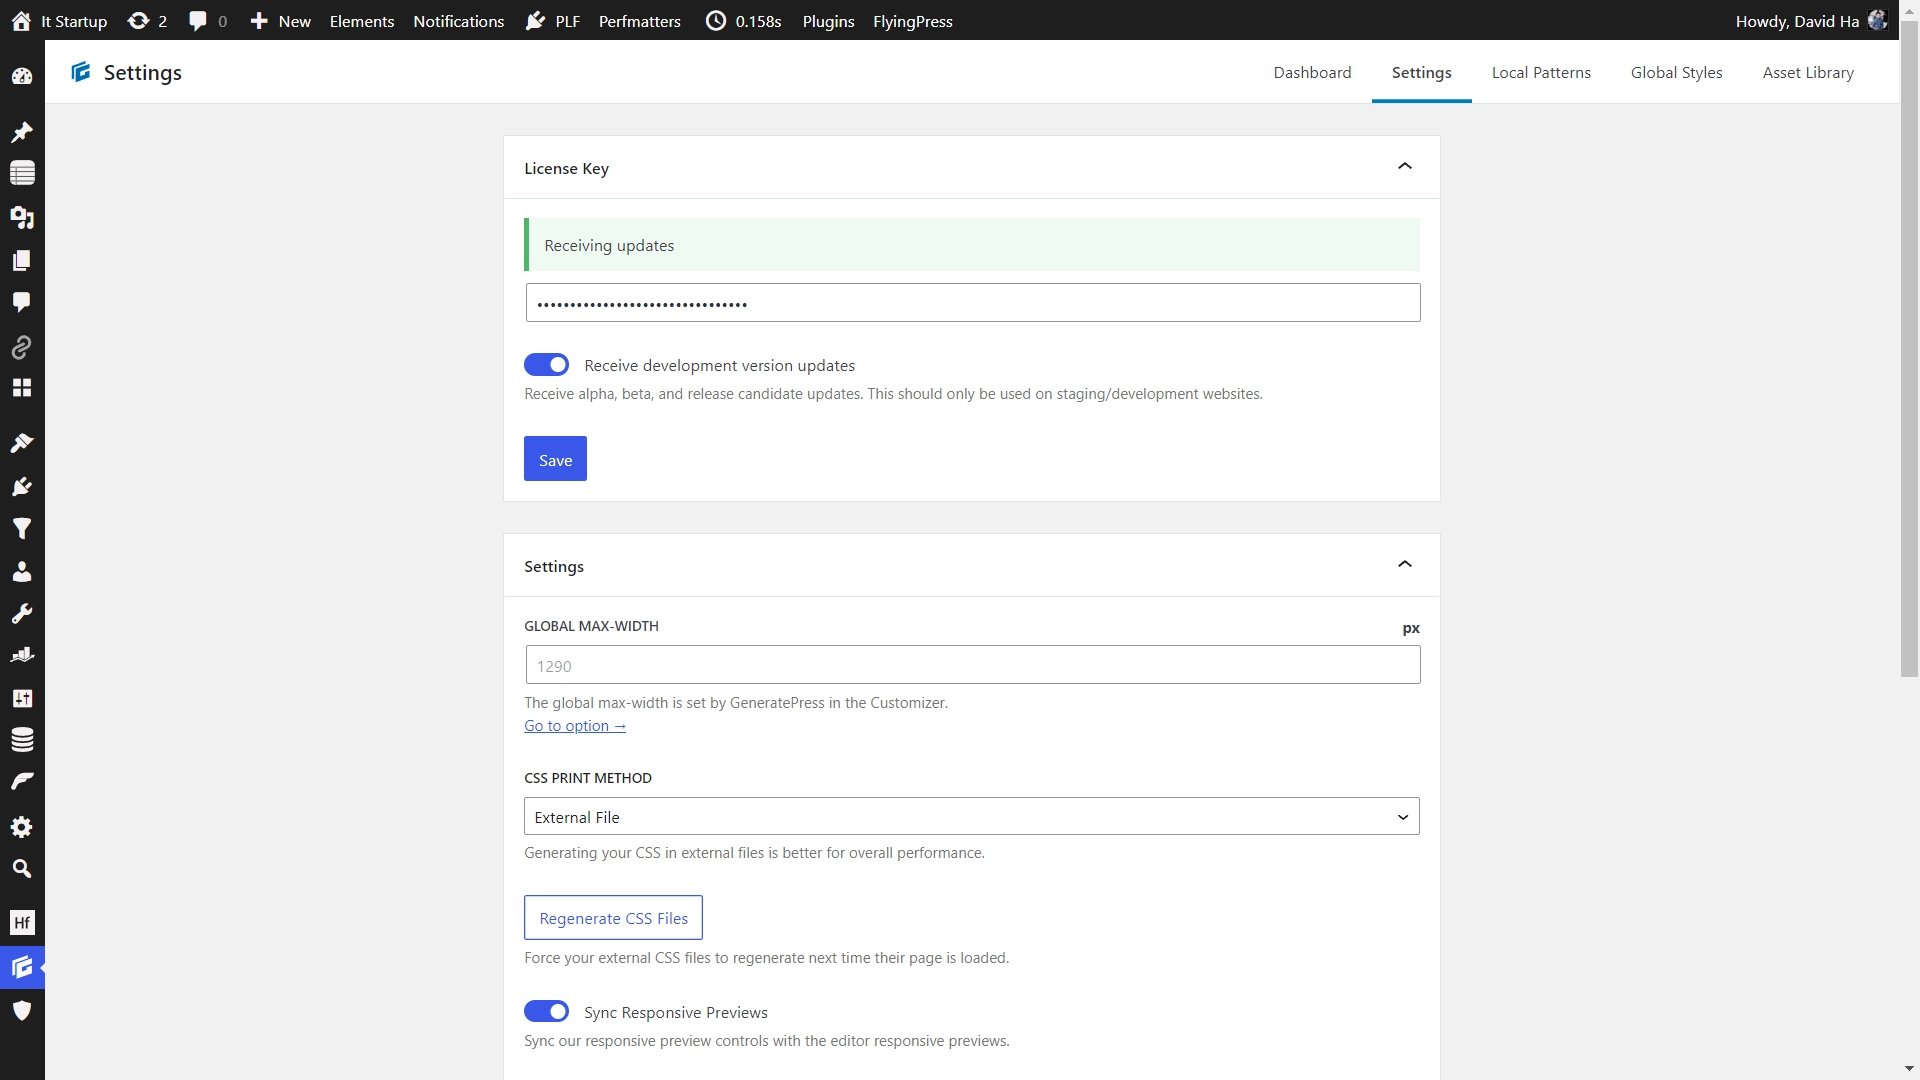 It Startup 2 0 New Elements Notifications PLF Perfmatters 0.158s Plugins FlyingPress Howdy, David Ha
Settings Dashboard Settings Local Patterns Global Styles Asset Library
License Key
Receiving updates
••••••••••••••••••••••••••••••••
Receive development version updates
Receive alpha, beta, and release candidate updates. This should only be used on staging/development websites.
Save
Settings
GLOBAL MAX-WIDTH px
1290
The global max-width is set by GeneratePress in the Customizer.
Go to option →
CSS PRINT METHOD
External File
Generating your CSS in external files is better for overall performance.
Regenerate CSS Files
Force your external CSS files to regenerate next time their page is loaded.
Hf
Sync Responsive Previews
Sync our responsive preview controls with the editor responsive previews.